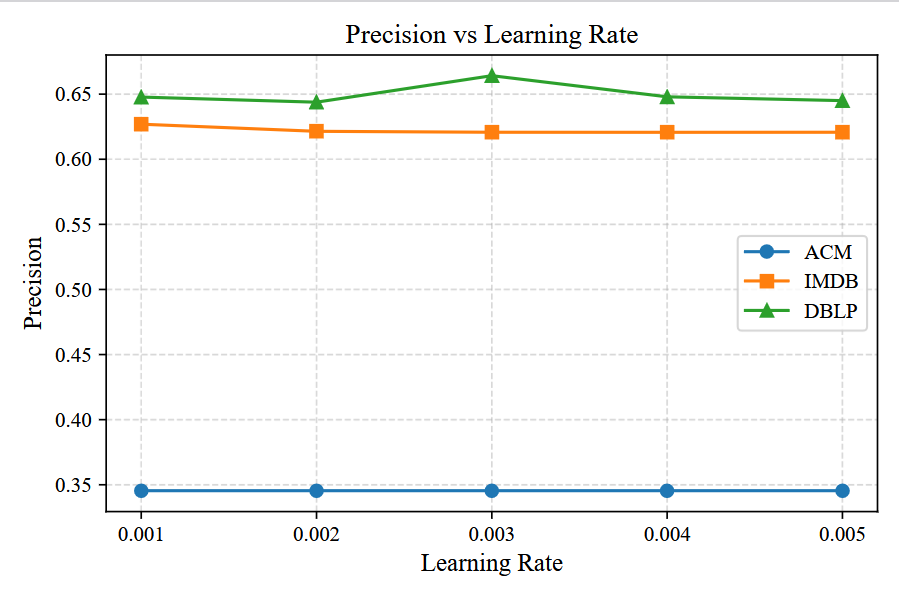 Precision vs Learning Rate
0.65
0.60
0.55
0.50
0.45
0.40
0.35
Precision
ACM
IMDB
DBLP
0.001 0.002 0.003 0.004 0.005
Learning Rate